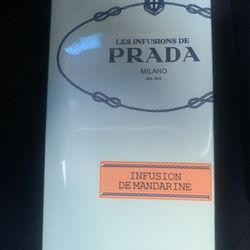 LES INFUSIONS DE
PRADA
MILANO
DAL 1913
INFUSION
DE MANDARINE